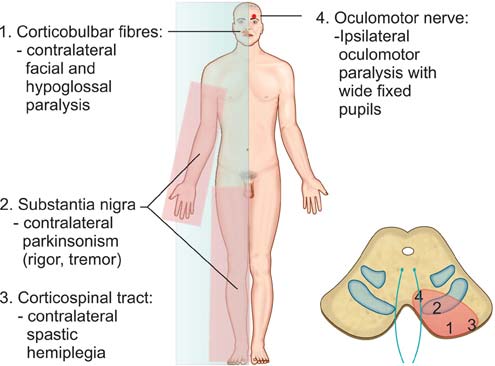 1. Corticobulbar fibres:
- contralateral
facial and
hypoglossal
paralysis
2. Substantia nigra
- contralateral
parkinsonism
(rigor, tremor)
3. Corticospinal tract:
- contralateral
spastic
hemiplegia
4. Oculomotor nerve:
-Ipsilateral
oculomotor
paralysis with
wide fixed
pupils
4
2
1 3